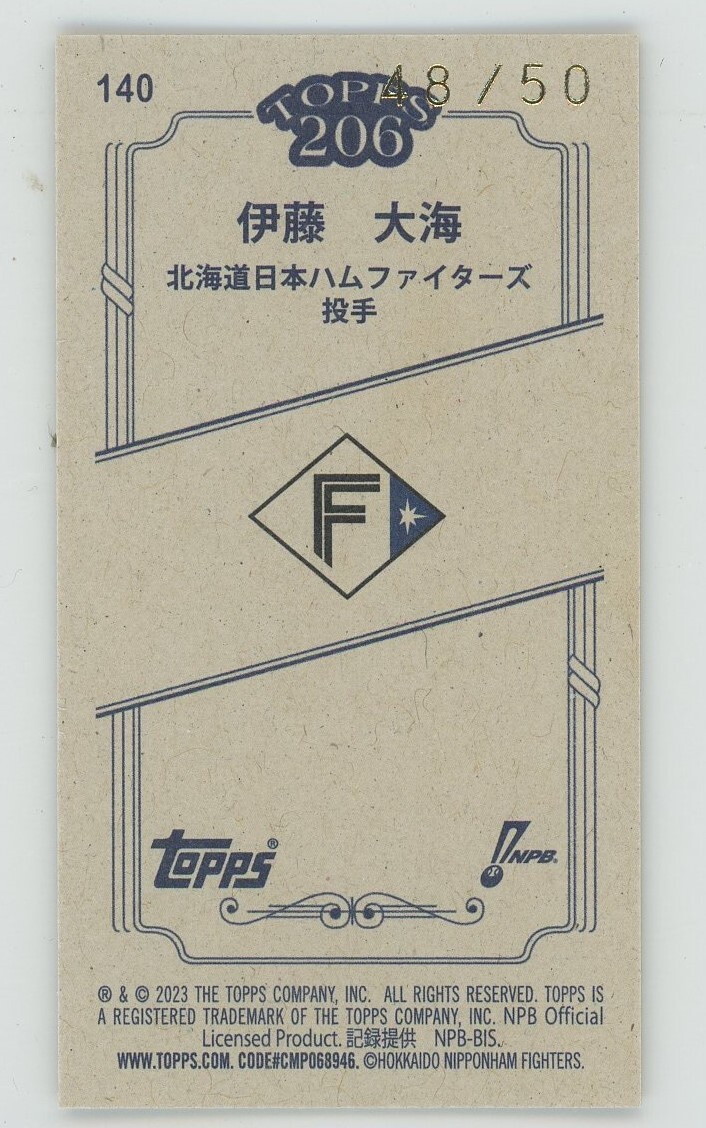 140
48/50
TOPPS
206
伊藤　大海
北海道日本ハムファイターズ
投手
F
topps®
NPB®
® & © 2023 THE TOPPS COMPANY, INC. ALL RIGHTS RESERVED. TOPPS IS
A REGISTERED TRADEMARK OF THE TOPPS COMPANY, INC. NPB Official
Licensed Product. 記録提供　NPB-BIS.
WWW.TOPPS.COM. CODE#CMP068946. ©HOKKAIDO NIPPONHAM FIGHTERS.